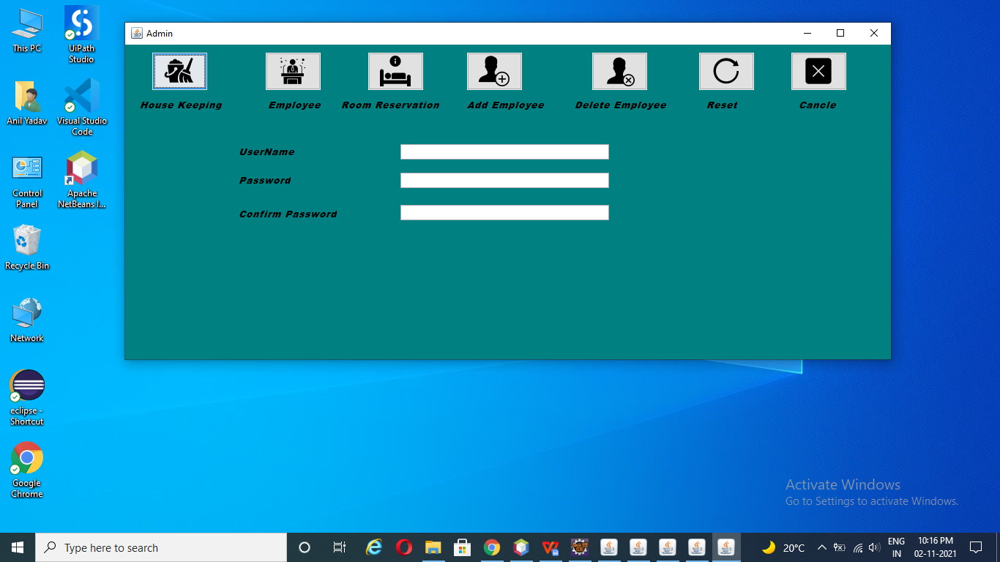 This PC
UiPath
Studio
Anil Yadav
Visual Studio
Code
Control
Panel
Apache
NetBeans I...
Recycle Bin
Network
eclipse -
Shortcut
Google
Chrome
Admin
House Keeping
Employee
Room Reservation
Add Employee
Delete Employee
Reset
Cancle
UserName
Password
Confirm Password
Activate Windows
Go to Settings to activate Windows.
Type here to search
20°C
ENG
IN
10:16 PM
02-11-2021